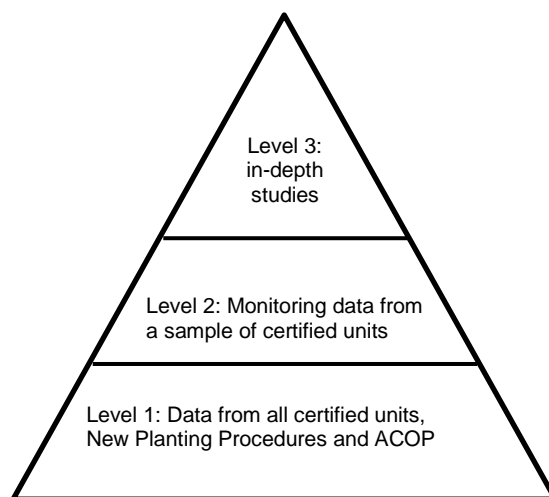 Level 3:
in-depth
studies
Level 2: Monitoring data from
a sample of certified units
Level 1: Data from all certified units,
New Planting Procedures and ACOP